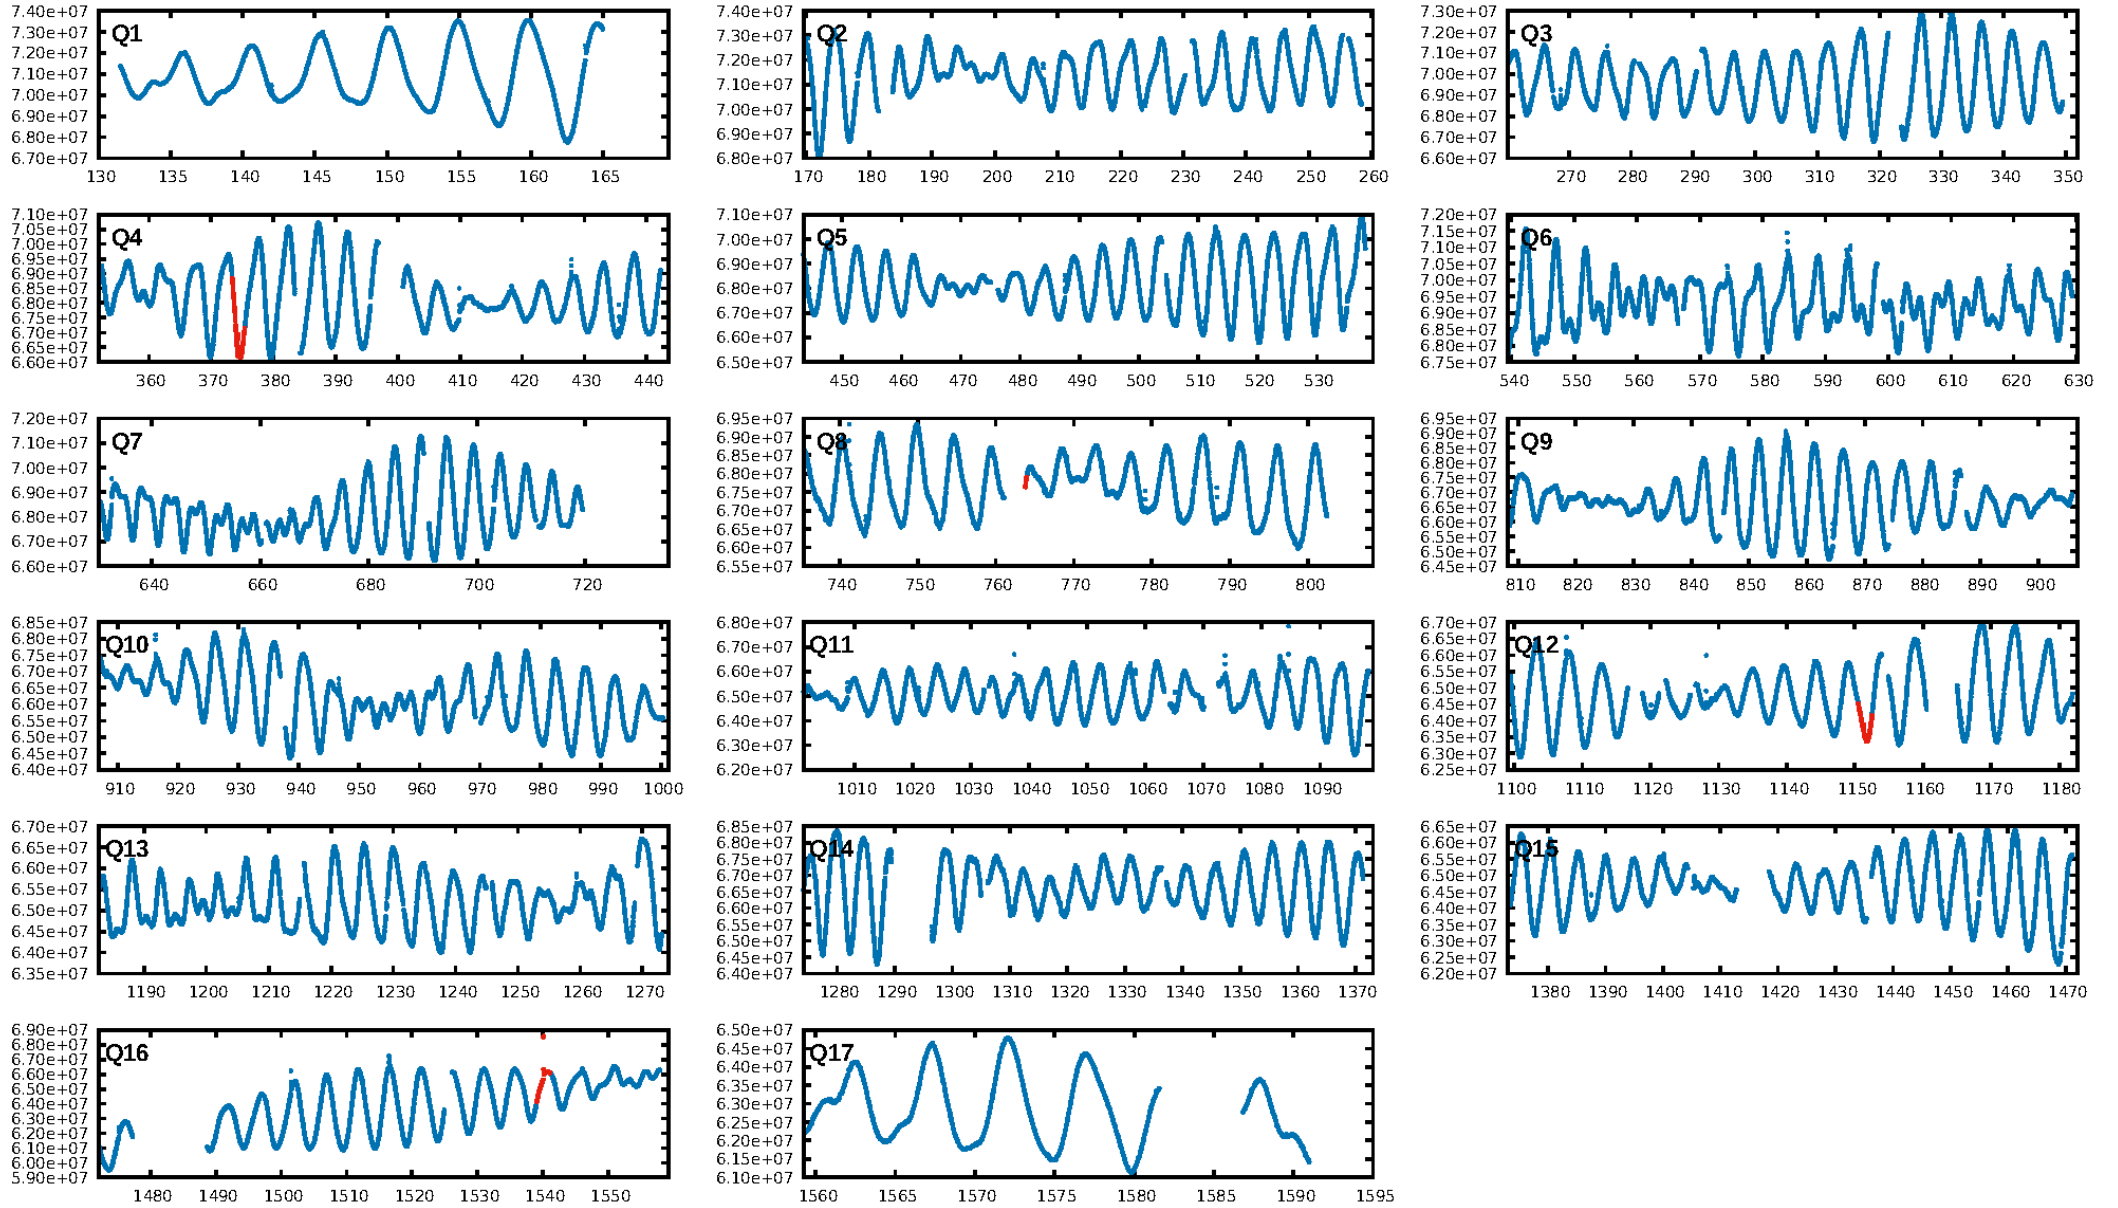 Q1
7.40e+07
7.30e+07
7.20e+07
7.10e+07
7.00e+07
6.90e+07
6.80e+07
6.70e+07
130 135 140 145 150 155 160 165
Q2
7.40e+07
7.30e+07
7.20e+07
7.10e+07
7.00e+07
6.90e+07
6.80e+07
170 180 190 200 210 220 230 240 250 260
Q3
7.30e+07
7.20e+07
7.10e+07
7.00e+07
6.90e+07
6.80e+07
6.70e+07
6.60e+07
270 280 290 300 310 320 330 340 350
Q4
7.10e+07
7.05e+07
7.00e+07
6.95e+07
6.90e+07
6.85e+07
6.80e+07
6.75e+07
6.70e+07
6.65e+07
6.60e+07
360 370 380 390 400 410 420 430 440
Q5
7.10e+07
7.00e+07
6.90e+07
6.80e+07
6.70e+07
6.60e+07
6.50e+07
450 460 470 480 490 500 510 520 530
Q6
7.20e+07
7.15e+07
7.10e+07
7.05e+07
7.00e+07
6.95e+07
6.90e+07
6.85e+07
6.80e+07
6.75e+07
540 550 560 570 580 590 600 610 620 630
Q7
7.20e+07
7.10e+07
7.00e+07
6.90e+07
6.80e+07
6.70e+07
6.60e+07
640 660 680 700 720
Q8
6.95e+07
6.90e+07
6.85e+07
6.80e+07
6.75e+07
6.70e+07
6.65e+07
6.60e+07
6.55e+07
740 750 760 770 780 790 800
Q9
6.95e+07
6.90e+07
6.85e+07
6.80e+07
6.75e+07
6.70e+07
6.65e+07
6.60e+07
6.55e+07
6.50e+07
6.45e+07
810 820 830 840 850 860 870 880 890 900
Q10
6.85e+07
6.80e+07
6.75e+07
6.70e+07
6.65e+07
6.60e+07
6.55e+07
6.50e+07
6.45e+07
6.40e+07
910 920 930 940 950 960 970 980 990 1000
Q11
6.80e+07
6.70e+07
6.60e+07
6.50e+07
6.40e+07
6.30e+07
6.20e+07
1010 1020 1030 1040 1050 1060 1070 1080 1090
Q12
6.70e+07
6.65e+07
6.60e+07
6.55e+07
6.50e+07
6.45e+07
6.40e+07
6.35e+07
6.30e+07
6.25e+07
1100 1110 1120 1130 1140 1150 1160 1170 1180
Q13
6.70e+07
6.65e+07
6.60e+07
6.55e+07
6.50e+07
6.45e+07
6.40e+07
6.35e+07
1190 1200 1210 1220 1230 1240 1250 1260 1270
Q14
6.85e+07
6.80e+07
6.75e+07
6.70e+07
6.65e+07
6.60e+07
6.55e+07
6.50e+07
6.45e+07
6.40e+07
1280 1290 1300 1310 1320 1330 1340 1350 1360 1370
Q15
6.65e+07
6.60e+07
6.55e+07
6.50e+07
6.45e+07
6.40e+07
6.35e+07
6.30e+07
6.25e+07
6.20e+07
1380 1390 1400 1410 1420 1430 1440 1450 1460 1470
Q16
6.90e+07
6.80e+07
6.70e+07
6.60e+07
6.50e+07
6.40e+07
6.30e+07
6.20e+07
6.10e+07
6.00e+07
5.90e+07
1480 1490 1500 1510 1520 1530 1540 1550
Q17
6.50e+07
6.45e+07
6.40e+07
6.35e+07
6.30e+07
6.25e+07
6.20e+07
6.15e+07
6.10e+07
1560 1565 1570 1575 1580 1585 1590 1595